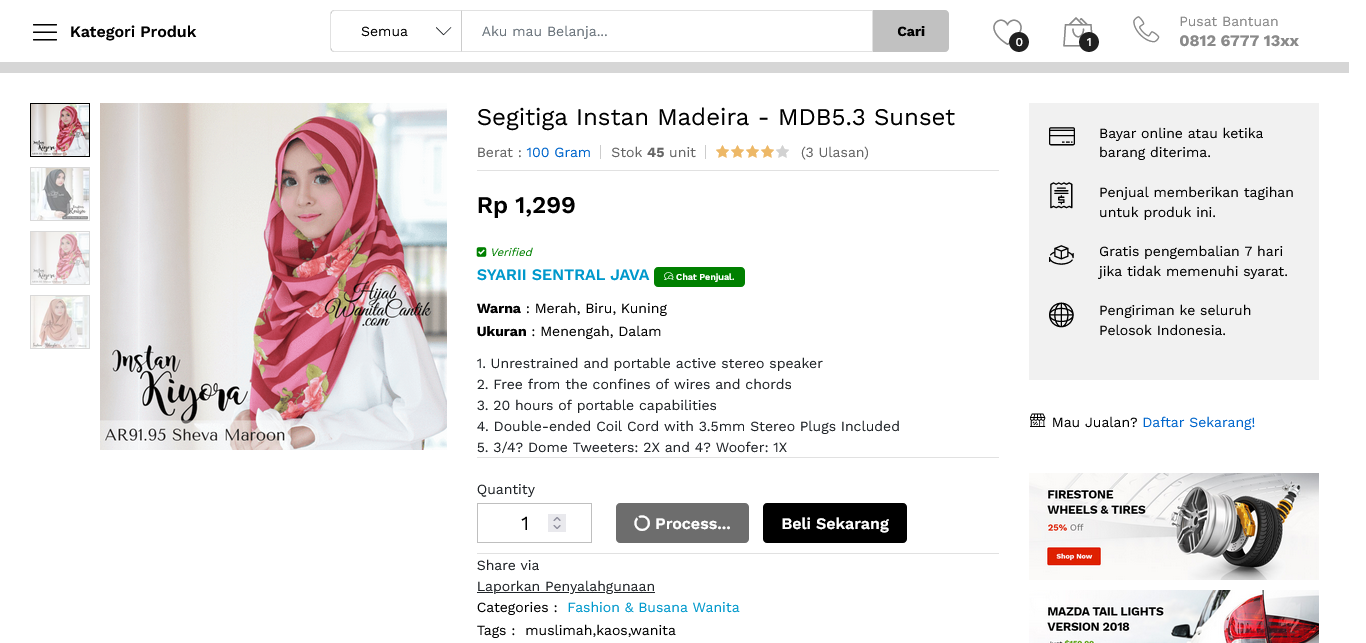 Kategori Produk
Semua
Aku mau Belanja...
Cari
0
1
Pusat Bantuan
0812 6777 13xx
Segitiga Instan Madeira - MDB5.3 Sunset
Berat : 100 Gram
Stok 45 unit
(3 Ulasan)
Rp 1,299
Verified
SYARII SENTRAL JAVA
Chat Penjual.
Warna : Merah, Biru, Kuning
Ukuran : Menengah, Dalam
1. Unrestrained and portable active stereo speaker
2. Free from the confines of wires and chords
3. 20 hours of portable capabilities
4. Double-ended Coil Cord with 3.5mm Stereo Plugs Included
5. 3/4? Dome Tweeters: 2X and 4? Woofer: 1X
Quantity
1
Process...
Beli Sekarang
Share via
Laporkan Penyalahgunaan
Categories : Fashion & Busana Wanita
Tags : muslimah,kaos,wanita
Hijab
WanitaCantik
.com
Instan
Kiyora
AR91.95 Sheva Maroon
Bayar online atau ketika
barang diterima.
Penjual memberikan tagihan
untuk produk ini.
Gratis pengembalian 7 hari
jika tidak memenuhi syarat.
Pengiriman ke seluruh
Pelosok Indonesia.
Mau Jualan? Daftar Sekarang!
FIRESTONE
WHEELS & TIRES
25% Off
Shop Now
MAZDA TAIL LIGHTS
VERSION 2018